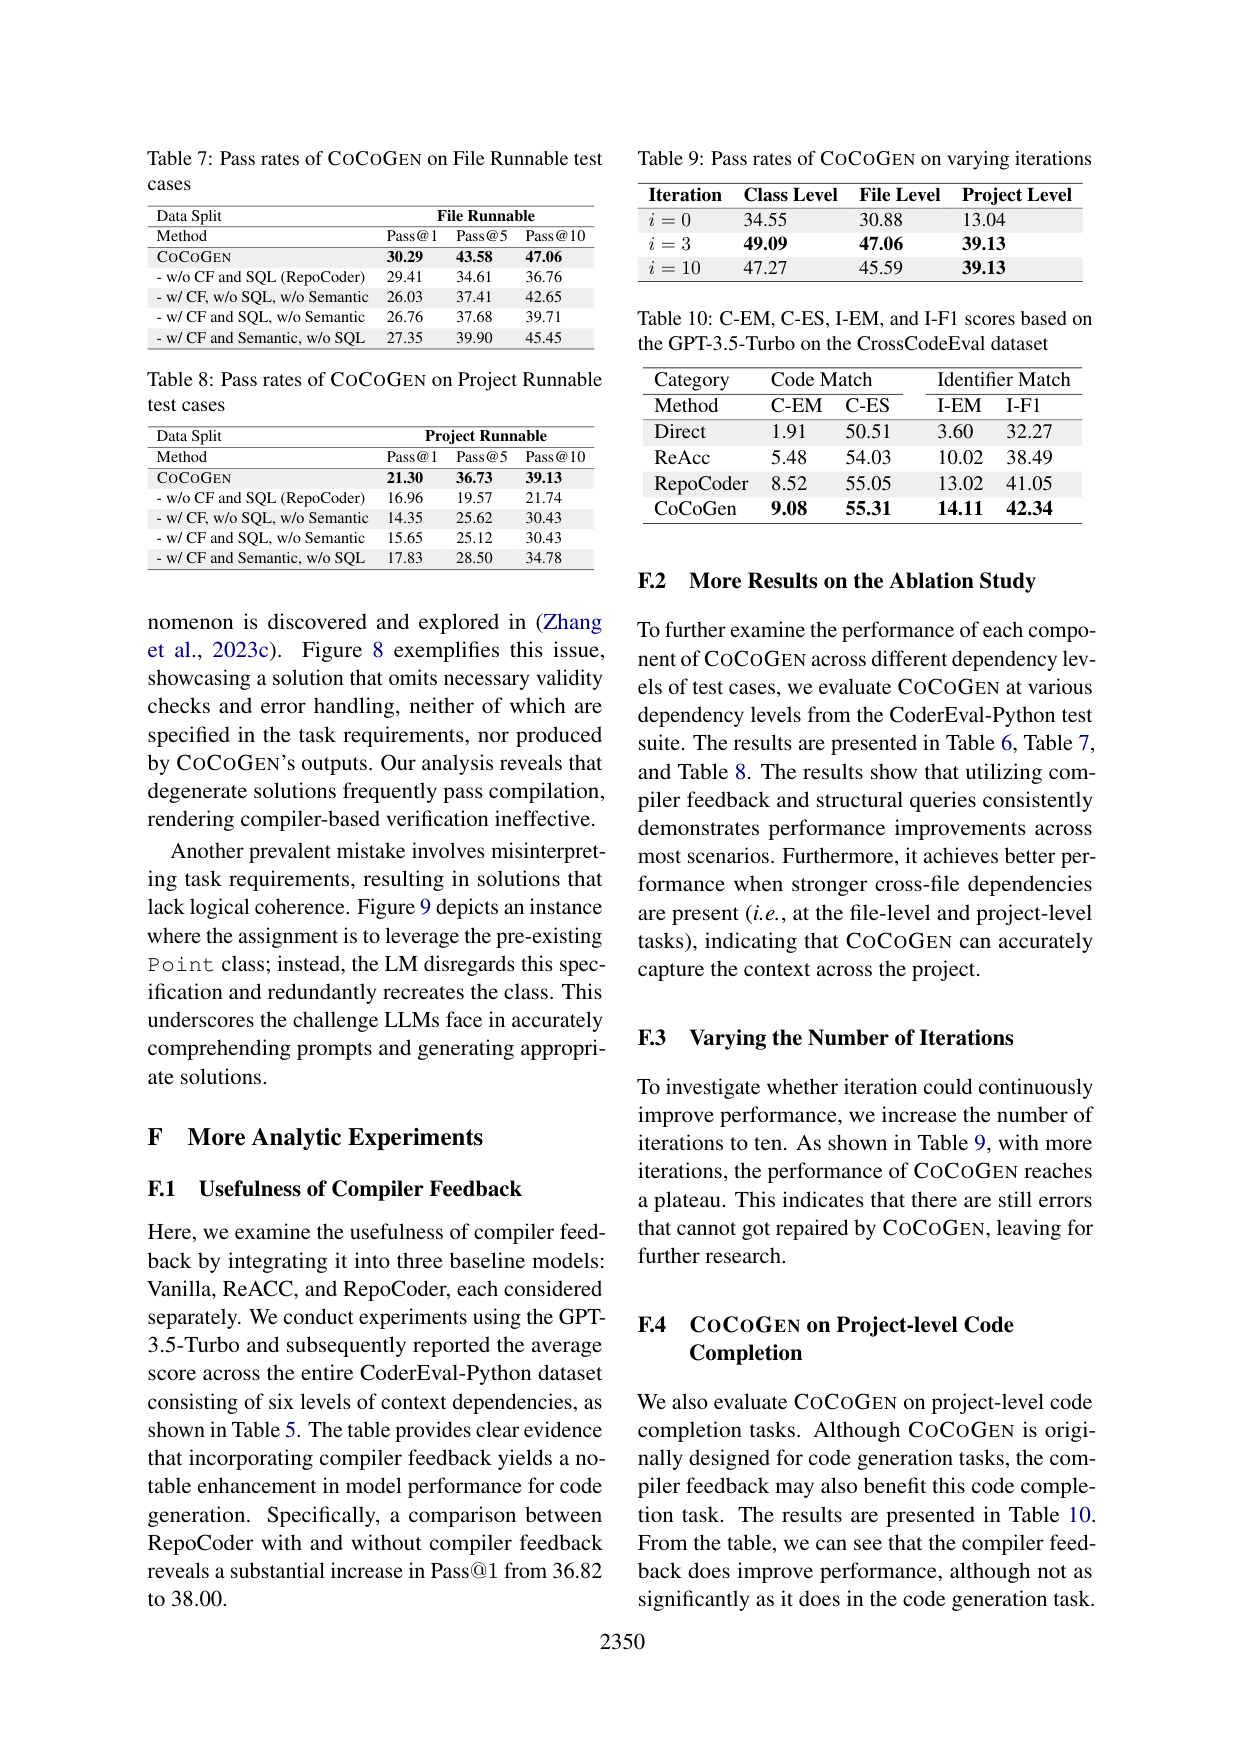 Table 7: Pass rates of COCOGEN on File Runnable test
cases
Data Split File Runnable
Method Pass@1 Pass@5 Pass@10
COCOGEN 30.29 43.58 47.06
- w/o CF and SQL (RepoCoder) 29.41 34.61 36.76
- w/ CF, w/o SQL, w/o Semantic 26.03 37.41 42.65
- w/ CF and SQL, w/o Semantic 26.76 37.68 39.71
- w/ CF and Semantic, w/o SQL 27.35 39.90 45.45
Table 8: Pass rates of COCOGEN on Project Runnable
test cases
Data Split Project Runnable
Method Pass@1 Pass@5 Pass@10
COCOGEN 21.30 36.73 39.13
- w/o CF and SQL (RepoCoder) 16.96 19.57 21.74
- w/ CF, w/o SQL, w/o Semantic 14.35 25.62 30.43
- w/ CF and SQL, w/o Semantic 15.65 25.12 30.43
- w/ CF and Semantic, w/o SQL 17.83 28.50 34.78
nomenon is discovered and explored in (Zhang
et al., 2023c). Figure 8 exemplifies this issue,
showcasing a solution that omits necessary validity
checks and error handling, neither of which are
specified in the task requirements, nor produced
by COCOGEN's outputs. Our analysis reveals that
degenerate solutions frequently pass compilation,
rendering compiler-based verification ineffective.
Another prevalent mistake involves misinterpret-
ing task requirements, resulting in solutions that
lack logical coherence. Figure 9 depicts an instance
where the assignment is to leverage the pre-existing
Point class; instead, the LM disregards this spec-
ification and redundantly recreates the class. This
underscores the challenge LLMs face in accurately
comprehending prompts and generating appropri-
ate solutions.
F More Analytic Experiments
F.1 Usefulness of Compiler Feedback
Here, we examine the usefulness of compiler feed-
back by integrating it into three baseline models:
Vanilla, ReACC, and RepoCoder, each considered
separately. We conduct experiments using the GPT-
3.5-Turbo and subsequently reported the average
score across the entire CoderEval-Python dataset
consisting of six levels of context dependencies, as
shown in Table 5. The table provides clear evidence
that incorporating compiler feedback yields a no-
table enhancement in model performance for code
generation. Specifically, a comparison between
RepoCoder with and without compiler feedback
reveals a substantial increase in Pass@1 from 36.82
to 38.00.
Table 9: Pass rates of COCOGEN on varying iterations
Iteration Class Level File Level Project Level
i = 0 34.55 30.88 13.04
i = 3 49.09 47.06 39.13
i = 10 47.27 45.59 39.13
Table 10: C-EM, C-ES, I-EM, and I-F1 scores based on
the GPT-3.5-Turbo on the CrossCodeEval dataset
Category Code Match Identifier Match
Method C-EM C-ES I-EM I-F1
Direct 1.91 50.51 3.60 32.27
ReAcc 5.48 54.03 10.02 38.49
RepoCoder 8.52 55.05 13.02 41.05
CoCoGen 9.08 55.31 14.11 42.34
F.2 More Results on the Ablation Study
To further examine the performance of each compo-
nent of COCOGEN across different dependency lev-
els of test cases, we evaluate COCOGEN at various
dependency levels from the CoderEval-Python test
suite. The results are presented in Table 6, Table 7,
and Table 8. The results show that utilizing com-
piler feedback and structural queries consistently
demonstrates performance improvements across
most scenarios. Furthermore, it achieves better per-
formance when stronger cross-file dependencies
are present (i.e., at the file-level and project-level
tasks), indicating that COCOGEN can accurately
capture the context across the project.
F.3 Varying the Number of Iterations
To investigate whether iteration could continuously
improve performance, we increase the number of
iterations to ten. As shown in Table 9, with more
iterations, the performance of COCOGEN reaches
a plateau. This indicates that there are still errors
that cannot got repaired by COCOGEN, leaving for
further research.
F.4 COCOGEN on Project-level Code
Completion
We also evaluate COCOGEN on project-level code
completion tasks. Although COCOGEN is origi-
nally designed for code generation tasks, the com-
piler feedback may also benefit this code comple-
tion task. The results are presented in Table 10.
From the table, we can see that the compiler feed-
back does improve performance, although not as
significantly as it does in the code generation task.
2350